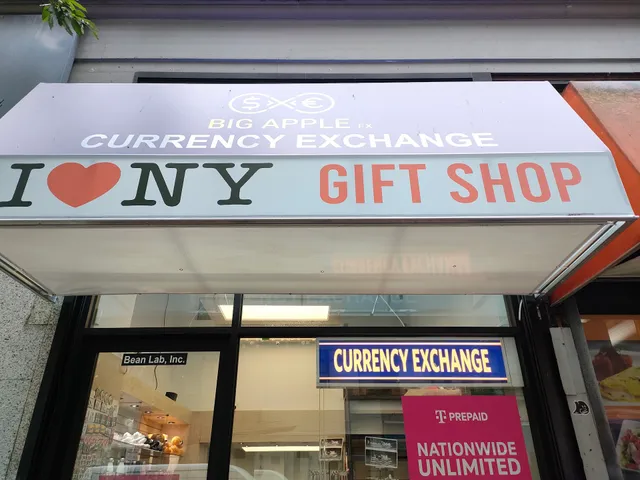 $ €
BIG APPLE FX
CURRENCY EXCHANGE
I ❤ NY GIFT SHOP
Bean Lab, Inc.
CURRENCY EXCHANGE
T PREPAID
NATIONWIDE
UNLIMITED